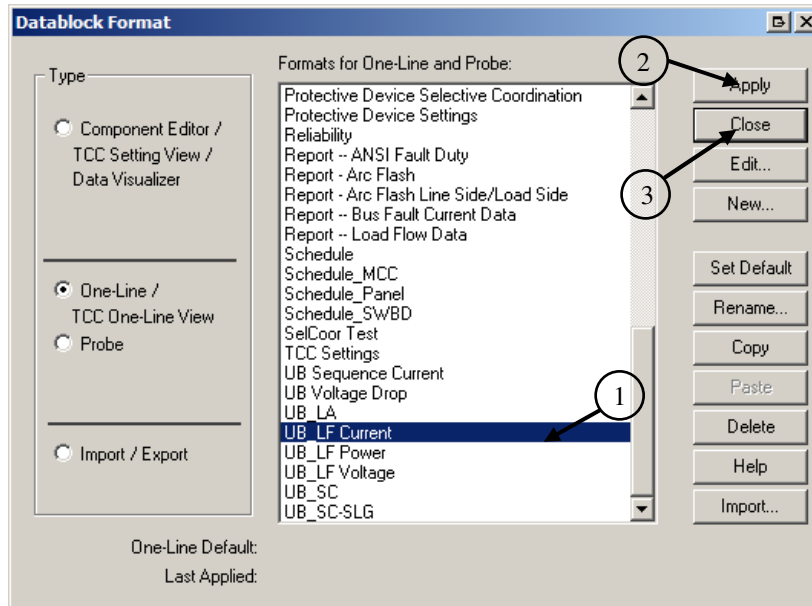 Datablock Format
Type
Component Editor /
TCC Setting View /
Data Visualizer
One-Line /
TCC One-Line View
Probe
Import / Export
Formats for One-Line and Probe:
Protective Device Selective Coordination
Protective Device Settings
Reliability
Report -- ANSI Fault Duty
Report - Arc Flash
Report - Arc Flash Line Side/Load Side
Report -- Bus Fault Current Data
Report -- Load Flow Data
Schedule
Schedule_MCC
Schedule_Panel
Schedule_SWBD
SelCoor Test
TCC Settings
UB Sequence Current
UB Voltage Drop
UB_LA
UB_LF Current
UB_LF Power
UB_LF Voltage
UB_SC
UB_SC-SLG
1
2
3
Apply
Close
Edit...
New...
Set Default
Rename...
Copy
Paste
Delete
Help
Import...
One-Line Default:
Last Applied: